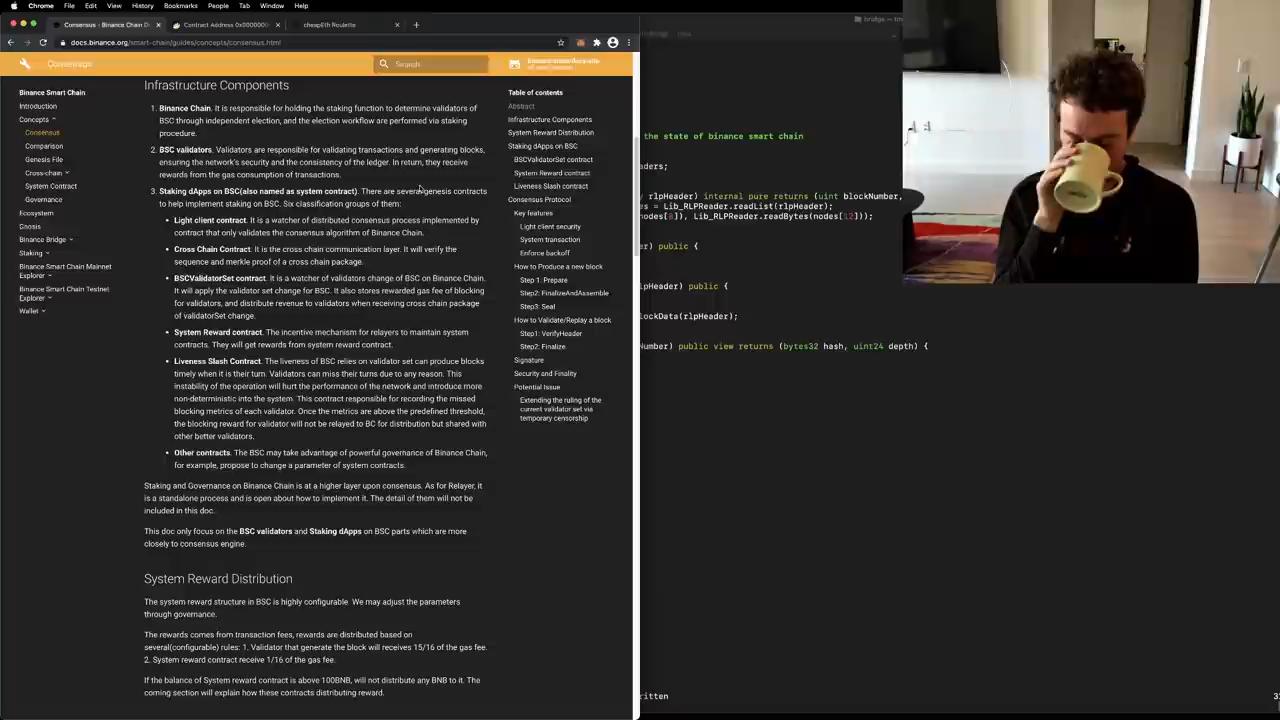 Chrome File Edit View History Bookmarks People Tab Window Help
Consensus - Binance Chain D
Contract Address 0x0000000
cheapEth Roulette
bridge
docs.binance.org/smart-chain/guides/concepts/consensus.html
Consensus
Search
Binance Smart Chain
Introduction
Concepts
Consensus
Comparison
Genesis File
Cross-chain
System Contract
Governance
Ecosystem
Gnosis
Binance Bridge
Staking
Binance Smart Chain Mainnet
Explorer
Binance Smart Chain Testnet
Explorer
Wallet
Infrastructure Components
1. Binance Chain. It is responsible for holding the staking function to determine validators of
BSC through independent election, and the election workflow are performed via staking
procedure.
2. BSC validators. Validators are responsible for validating transactions and generating blocks,
ensuring the network's security and the consistency of the ledger. In return, they receive
rewards from the gas consumption of transactions.
3. Staking dApps on BSC(also named as system contract). There are several genesis contracts
to help implement staking on BSC. Six classification groups of them:
• Light client contract. It is a watcher of distributed consensus process implemented by
contract that only validates the consensus algorithm of Binance Chain.
• Cross Chain Contract. It is the cross chain communication layer. It will verify the
sequence and merkle proof of a cross chain package.
• BSCValidatorSet contract. It is a watcher of validators change of BSC on Binance Chain.
It will apply the validator set change for BSC. It also stores rewarded gas fee of blocking
for validators, and distribute revenue to validators when receiving cross chain package
of validatorSet change.
• System Reward contract. The incentive mechanism for relayers to maintain system
contracts. They will get rewards from system reward contract.
• Liveness Slash Contract. The liveness of BSC relies on validator set can produce blocks
timely when it is their turn. Validators can miss their turns due to any reason. This
instability of the operation will hurt the performance of the network and introduce more
non-deterministic into the system. This contract responsible for recording the missed
blocking metrics of each validator. Once the metrics are above the predefined threshold,
the blocking reward for validator will not be relayed to BC for distribution but shared with
other better validators.
• Other contracts. The BSC may take advantage of powerful governance of Binance Chain,
for example, propose to change a parameter of system contracts.
Staking and Governance on Binance Chain is at a higher layer upon consensus. As for Relayer, it
is a standalone process and is open about how to implement it. The detail of them will not be
included in this doc.
This doc only focus on the BSC validators and Staking dApps on BSC parts which are more
closely to consensus engine.
System Reward Distribution
The system reward structure in BSC is highly configurable. We may adjust the parameters
through governance.
The rewards comes from transaction fees, rewards are distributed based on
several(configurable) rules: 1. Validator that generate the block will receives 15/16 of the gas fee.
2. System reward contract receive 1/16 of the gas fee.
If the balance of System reward contract is above 100BNB, will not distribute any BNB to it. The
coming section will explain how these contracts distributing reward.
Table of contents
Abstract
Infrastructure Components
System Reward Distribution
Staking dApps on BSC
BSCValidatorSet contract
System Reward contract
Liveness Slash contract
Consensus Protocol
Key features
Light client security
System transaction
Enforce backoff
How to Produce a new block
Step 1: Prepare
Step2: FinalizeAndAssemble
Step3: Seal
How to Validate/Replay a block
Step1: VerifyHeader
Step2: Finalize
Signature
Security and Finality
Potential Issue
Extending the ruling of the
current validator set via
temporary censorship
the state of binance smart chain
aders;
y rlpHeader) internal pure returns (uint blockNumber,
= Lib_RLPReader.readList(rlpHeader);
nodes[8]), Lib_RLPReader.readBytes(nodes[12]));
er) public {
lpHeader) public {
lockData(rlpHeader);
Number) public view returns (bytes32 hash, uint24 depth) {
ritten